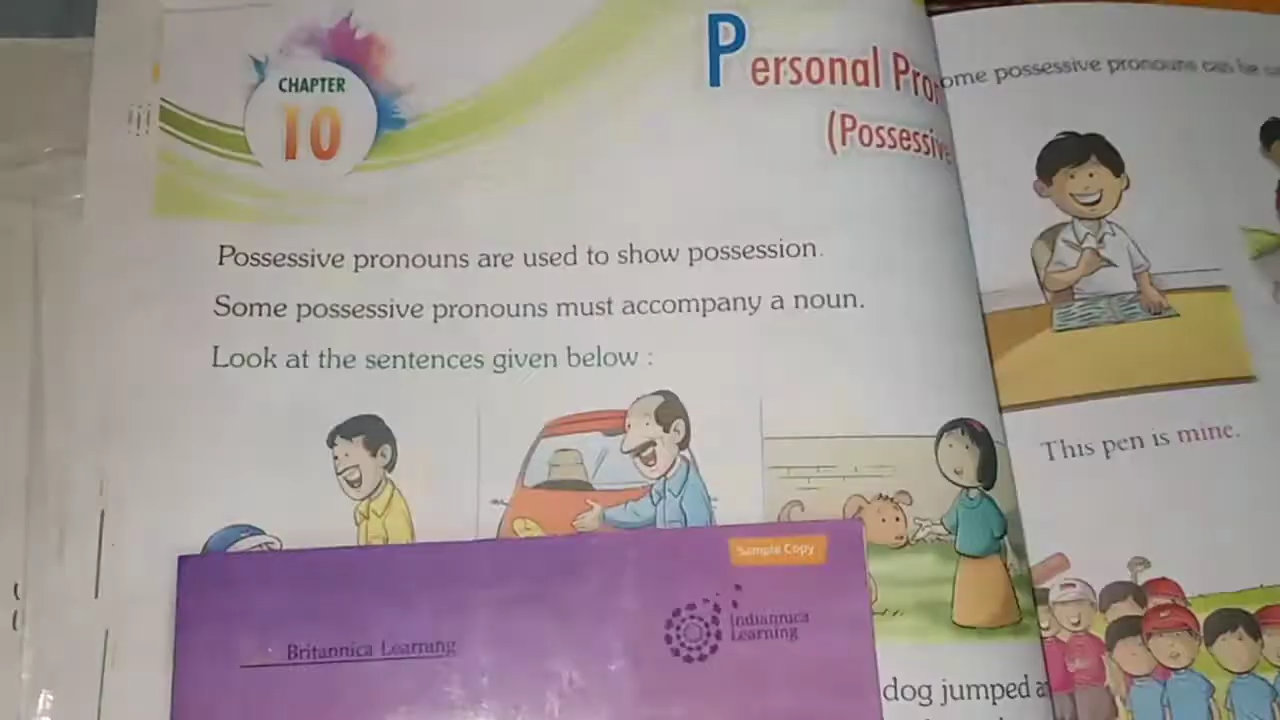 CHAPTER
10
Personal Pro
(Possessive
Possessive pronouns are used to show possession.
Some possessive pronouns must accompany a noun.
Look at the sentences given below :
Sample Copy
Britannica Learning
Indiannica
Learning
dog jumped
ome possessive pronouns can be
This pen is mine.